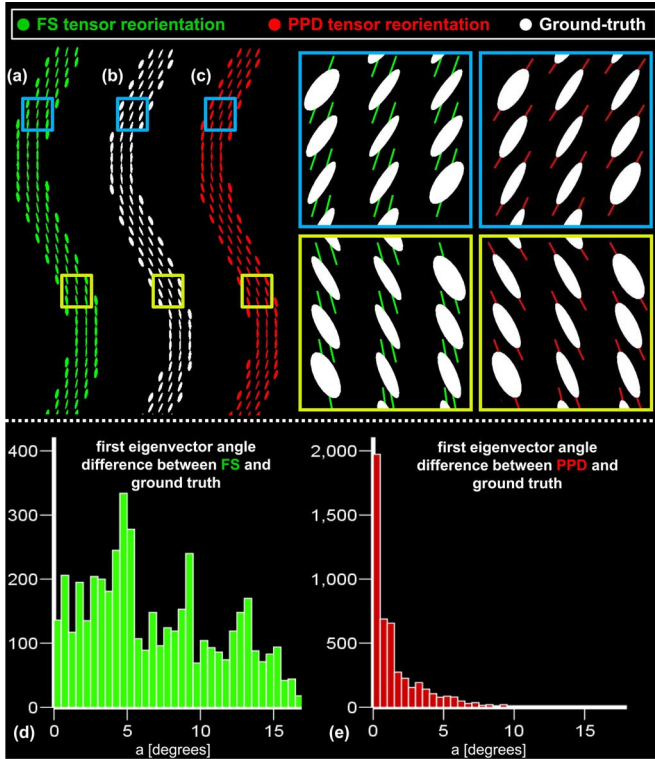 FS tensor reorientation PPD tensor reorientation Ground-truth
(a) (b) (c)
first eigenvector angle
difference between FS and
ground truth
400
300
200
100
0
0 5 10 15
(d)
a [degrees]
first eigenvector angle
difference between PPD and
ground truth
2,000
1,500
1,000
500
0
0 5 10 15
(e)
a [degrees]